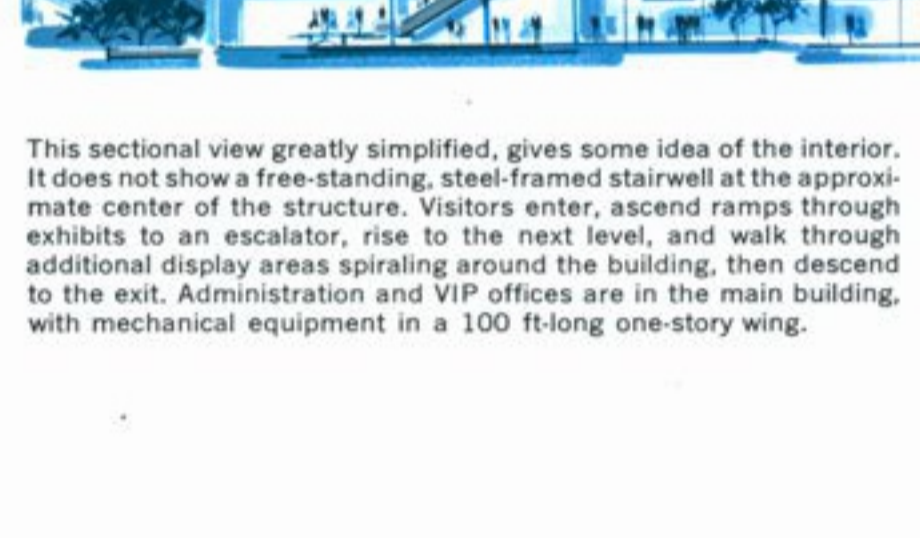 This sectional view greatly simplified, gives some idea of the interior.
It does not show a free-standing, steel-framed stairwell at the approxi-
mate center of the structure. Visitors enter, ascend ramps through
exhibits to an escalator, rise to the next level, and walk through
additional display areas spiraling around the building, then descend
to the exit. Administration and VIP offices are in the main building,
with mechanical equipment in a 100 ft-long one-story wing.